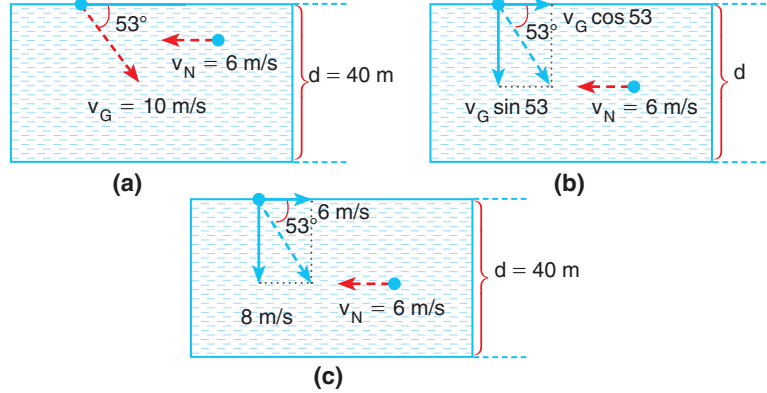 53°
v_N = 6 m/s
v_G = 10 m/s
d = 40 m
(a)
v_G cos 53
53°
v_G sin 53
v_N = 6 m/s
d
(b)
6 m/s
53°
8 m/s
v_N = 6 m/s
d = 40 m
(c)